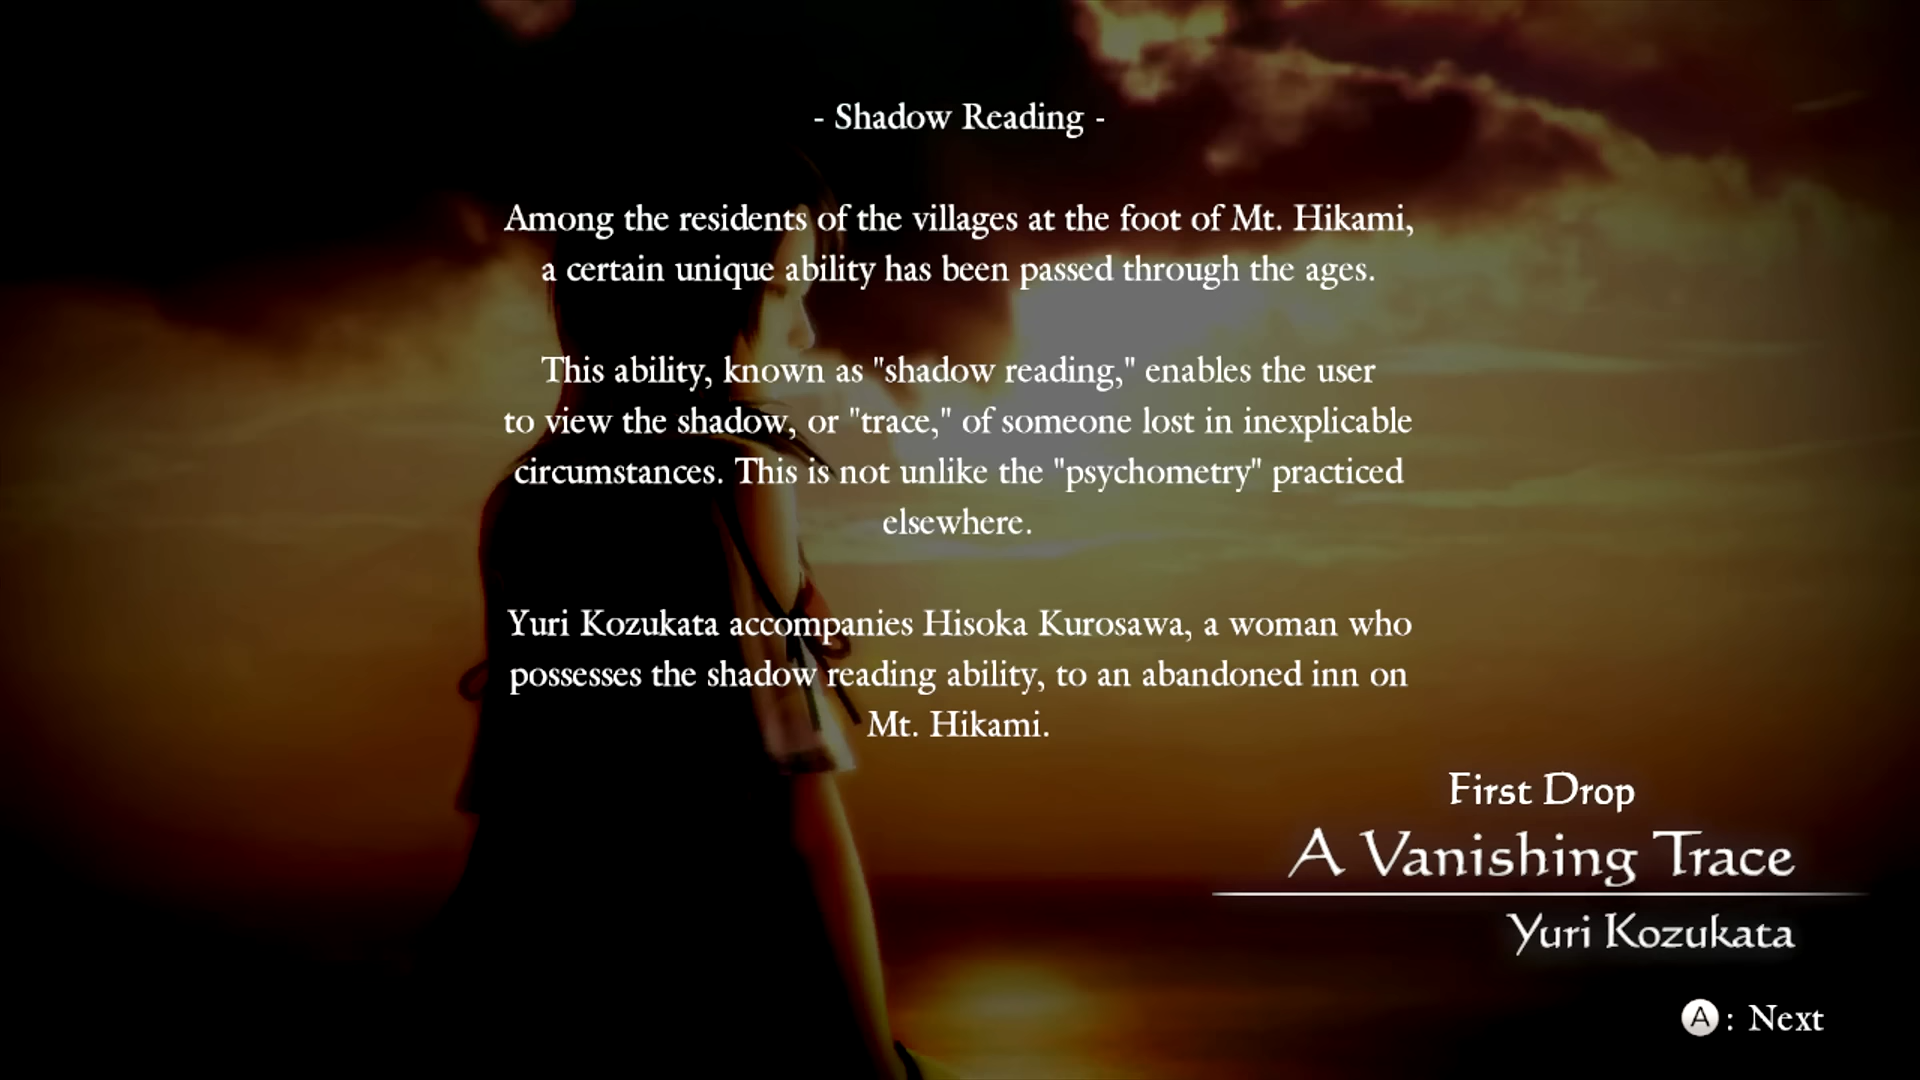 - Shadow Reading -
Among the residents of the villages at the foot of Mt. Hikami,
a certain unique ability has been passed through the ages.
This ability, known as "shadow reading," enables the user
to view the shadow, or "trace," of someone lost in inexplicable
circumstances. This is not unlike the "psychometry" practiced
elsewhere.
Yuri Kozukata accompanies Hisoka Kurosawa, a woman who
possesses the shadow reading ability, to an abandoned inn on
Mt. Hikami.
First Drop
A Vanishing Trace
Yuri Kozukata
A : Next